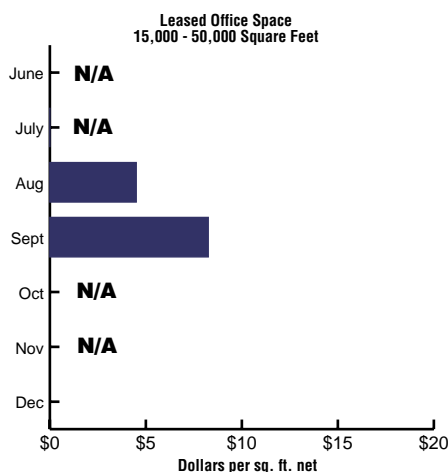 Leased Office Space
15,000 - 50,000 Square Feet
June N/A
July N/A
Aug
Sept
Oct N/A
Nov N/A
Dec
$0 $5 $10 $15 $20
Dollars per sq. ft. net